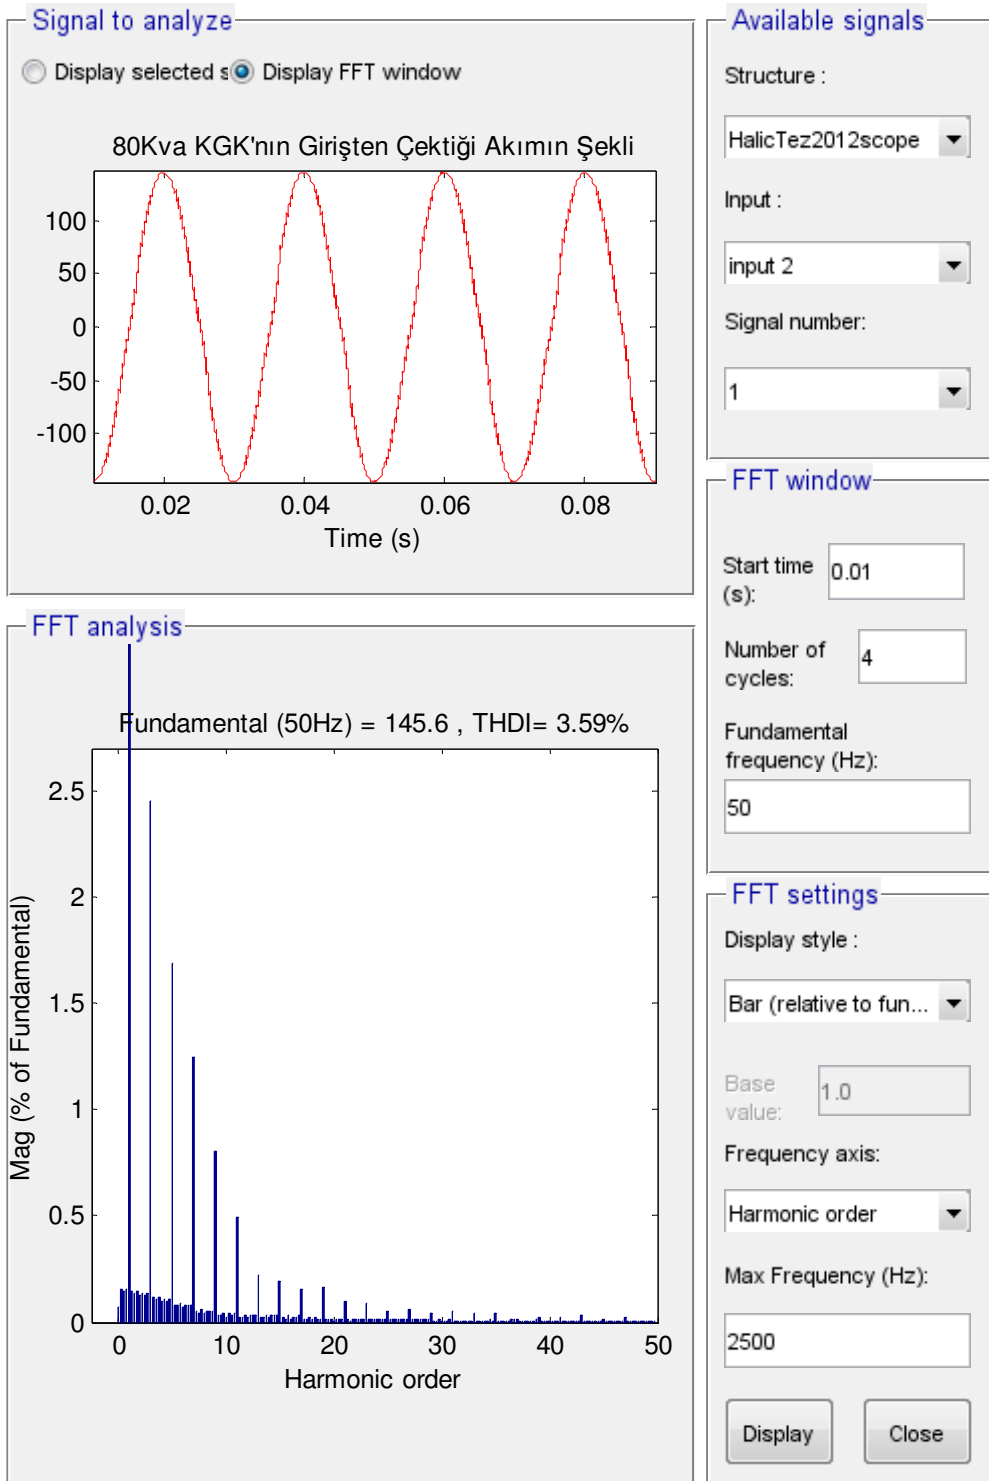 Signal to analyze
Display selected s
Display FFT window
80Kva KGK'nın Girişten Çektiği Akımın Şekli
100
50
0
-50
-100
0.02 0.04 0.06 0.08
Time (s)
FFT analysis
Fundamental (50Hz) = 145.6 , THDI= 3.59%
Mag (% of Fundamental)
2.5
2
1.5
1
0.5
0
0 10 20 30 40 50
Harmonic order
Available signals
Structure :
HalicTez2012scope
Input :
input 2
Signal number:
1
FFT window
Start time
(s):
0.01
Number of
cycles:
4
Fundamental
frequency (Hz):
50
FFT settings
Display style :
Bar (relative to fun...
Base
value:
1.0
Frequency axis:
Harmonic order
Max Frequency (Hz):
2500
Display
Close